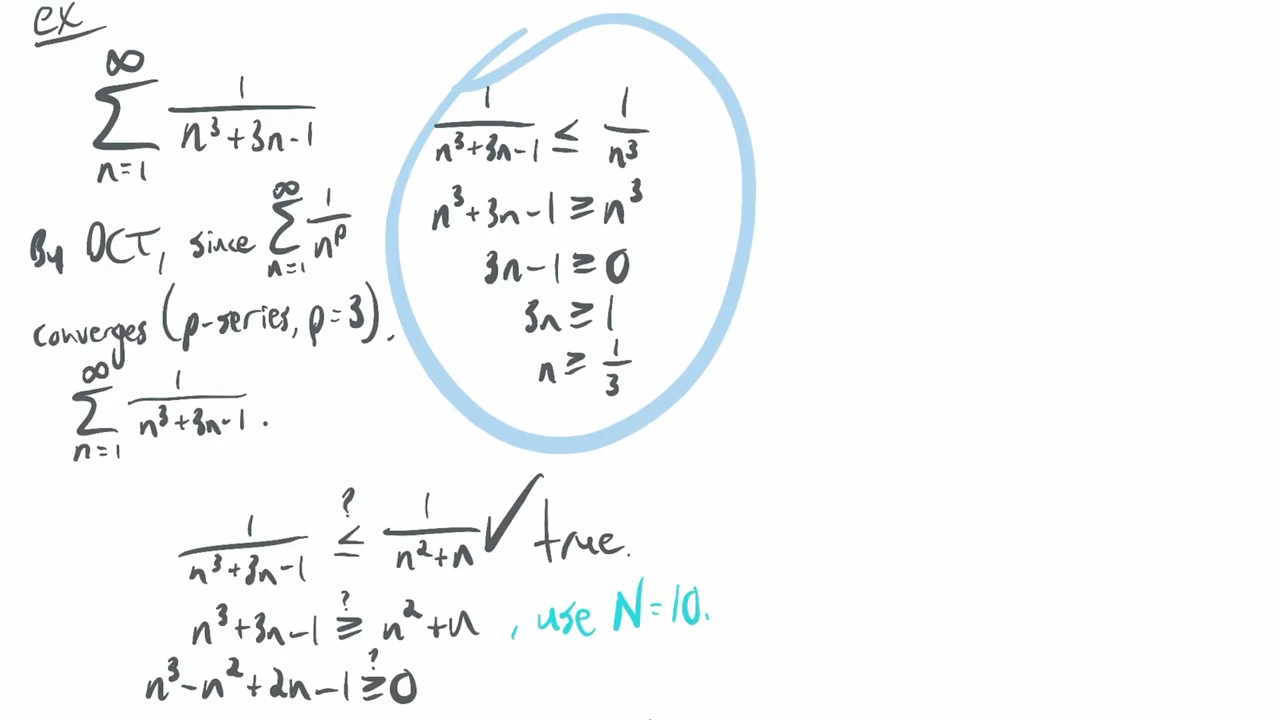 ex
∞ Σ n=1 1/(n³+3n-1)
By DCT, since ∞ Σ n=1 1/nᵖ
converges (p-series, p=3),
∞ Σ n=1 1/(n³+3n-1).
1/(n³+3n-1) ≤ 1/n³
n³+3n-1 ≥ n³
3n-1 ≥ 0
3n ≥ 1
n ≥ 1/3
1/(n³+3n-1) ?≤ 1/(n²+n) ✓ true.
n³+3n-1 ?≥ n²+n , use N=10.
n³-n²+2n-1 ?≥ 0